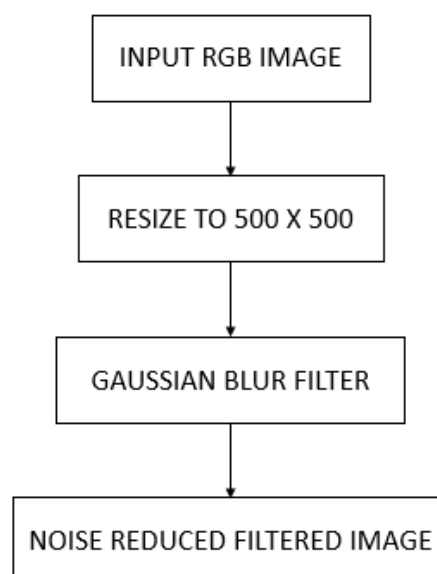 INPUT RGB IMAGE
RESIZE TO 500 X 500
GAUSSIAN BLUR FILTER
NOISE REDUCED FILTERED IMAGE